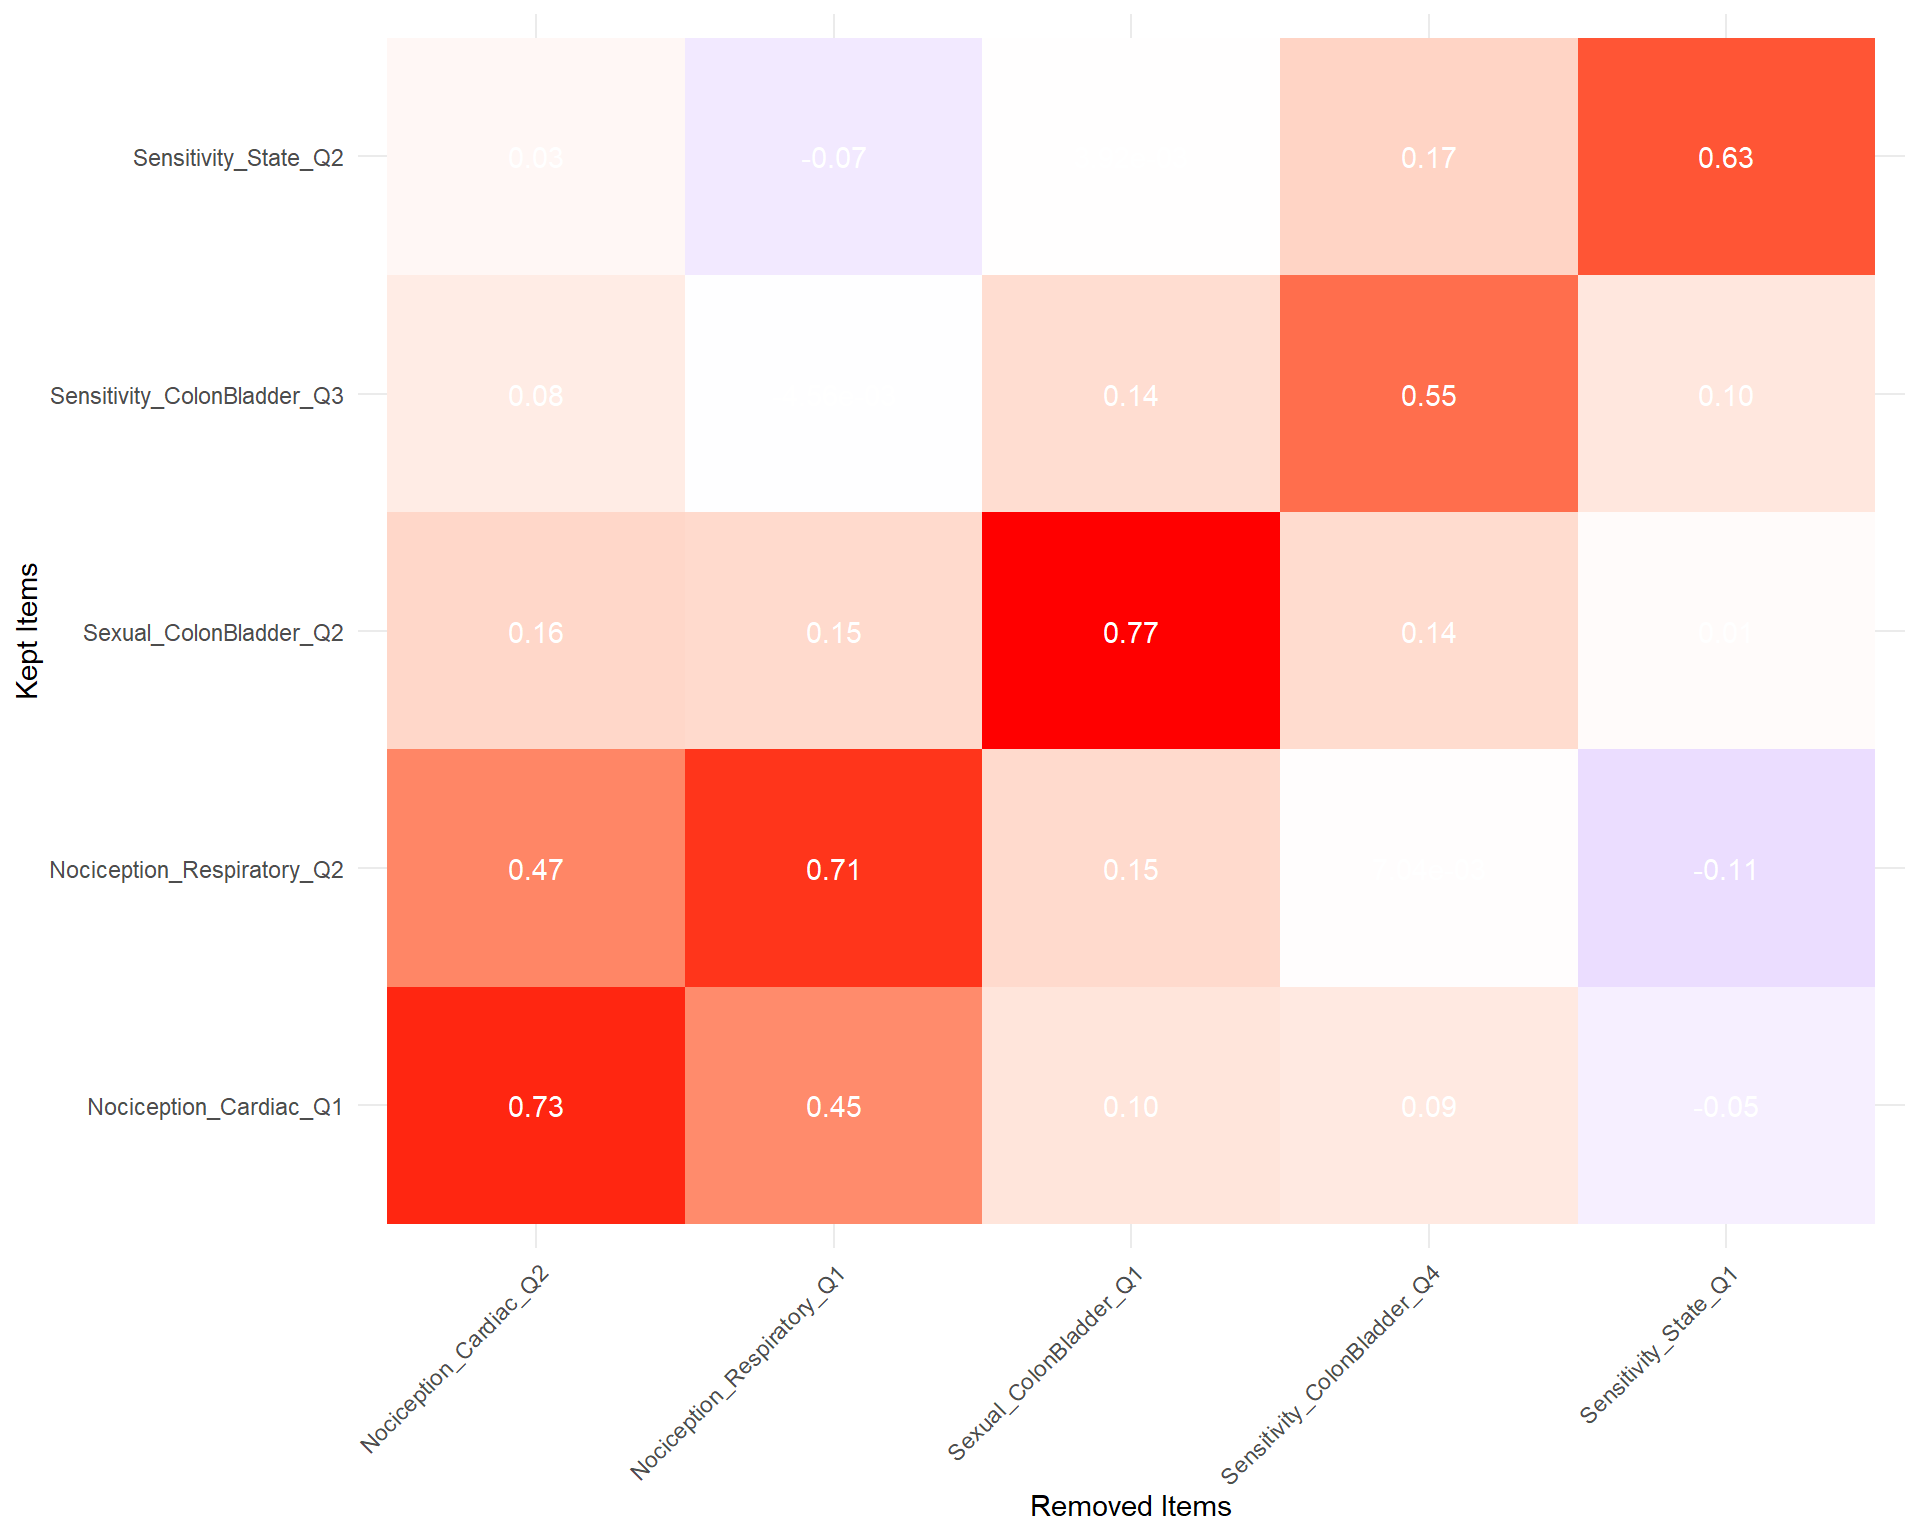 Sensitivity_State_Q2
0.03
-0.07
0.17
0.63
Sensitivity_ColonBladder_Q3
0.08
0.14
0.55
0.10
Kept Items
Sexual_ColonBladder_Q2
0.16
0.15
0.77
0.14
0.01
Nociception_Respiratory_Q2
0.47
0.71
0.15
-0.11
Nociception_Cardiac_Q1
0.73
0.45
0.10
0.09
-0.05
Nociception_Cardiac_Q2
Nociception_Respiratory_Q1
Sexual_ColonBladder_Q1
Sensitivity_ColonBladder_Q4
Sensitivity_State_Q1
Removed Items